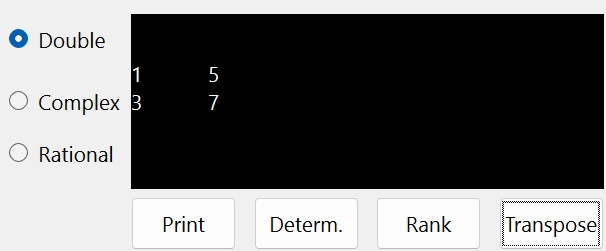 Double
1 5
Complex 3 7
Rational
Print Determ. Rank Transpose